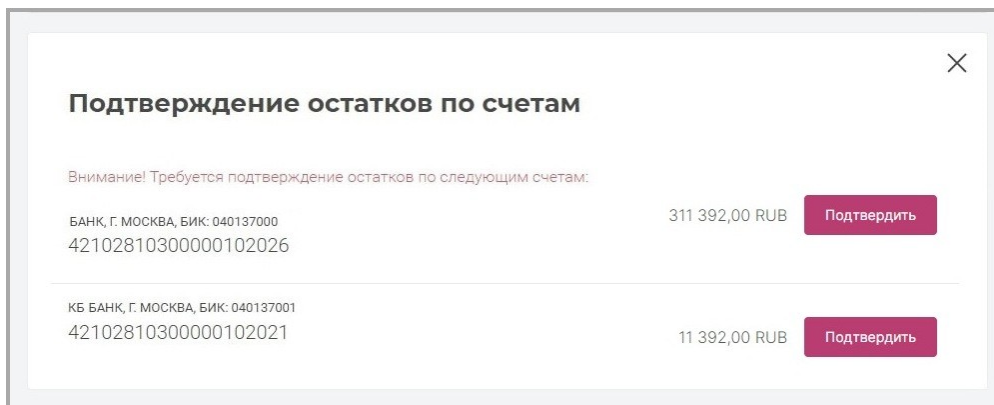 Подтверждение остатков по счетам
Внимание! Требуется подтверждение остатков по следующим счетам:
БАНК, Г. МОСКВА, БИК: 040137000
42102810300000102026
311 392,00 RUB
Подтвердить
КБ БАНК, Г. МОСКВА, БИК: 040137001
42102810300000102021
11 392,00 RUB
Подтвердить